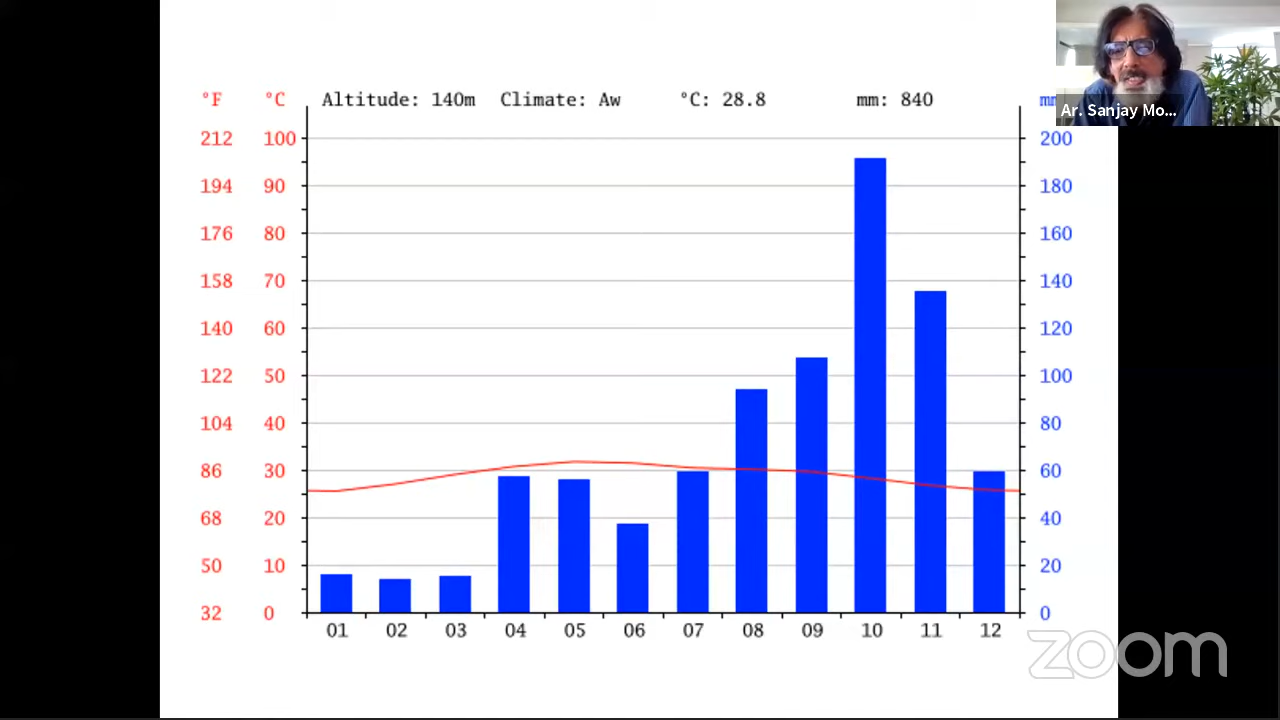 °F °C Altitude: 140m Climate: Aw °C: 28.8 mm: 840 mm
Ar. Sanjay Mo...
212 100 200
194 90 180
176 80 160
158 70 140
140 60 120
122 50 100
104 40 80
86 30 60
68 20 40
50 10 20
32 0 0
01 02 03 04 05 06 07 08 09 10 11 12
zoom